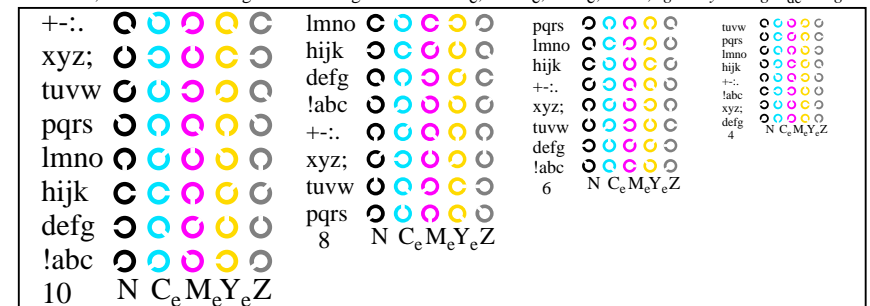 +-:.
xyz;
tuvw
pqrs
lmno
hijk
defg
!abc
10 N CeMeYeZ
lmno
hijk
defg
!abc
+-:.
xyz;
tuvw
pqrs
8 N CeMeYeZ
pqrs
lmno
hijk
+-:.
xyz;
tuvw
defg
!abc
6 N CeMeYeZ
tuvw
pqrs
lmno
hijk
+-:.
!abc
xyz;
defg
4 N CeMeYeZ